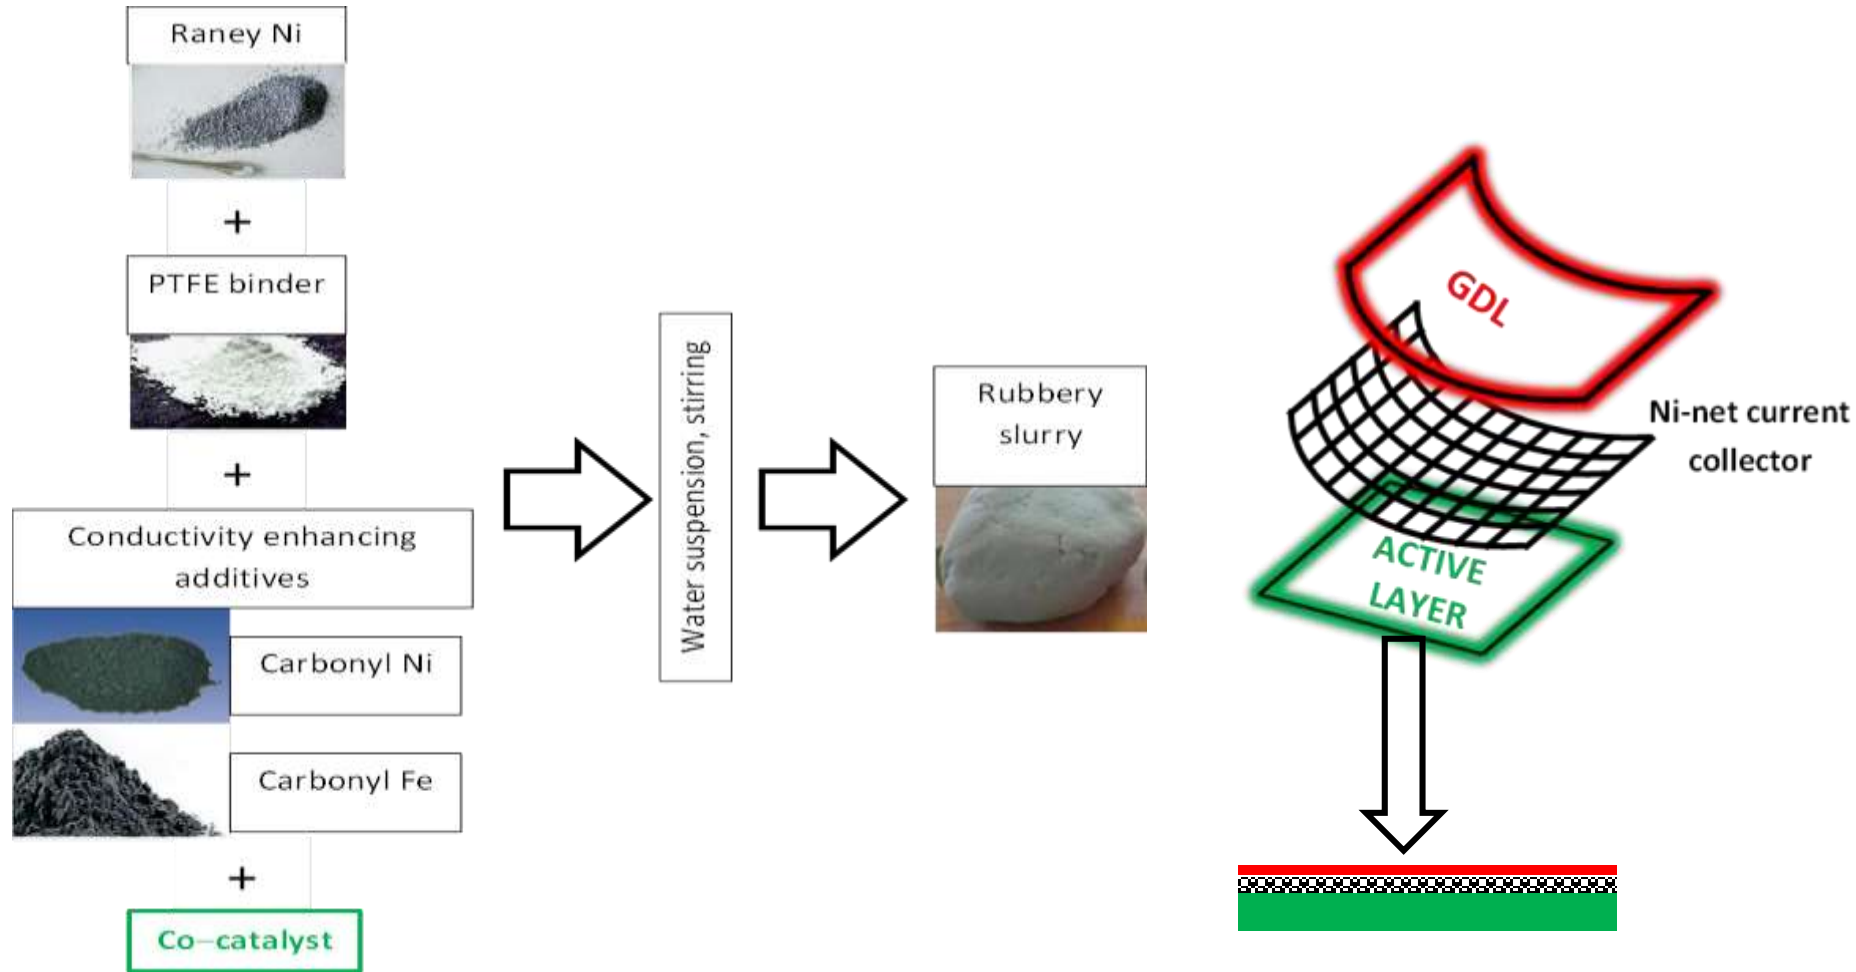 Raney Ni
+
PTFE binder
+
Conductivity enhancing
additives
Carbonyl Ni
Carbonyl Fe
+
Co–catalyst
Water suspension, stirring
Rubbery
slurry
GDL
Ni-net current
collector
ACTIVE
LAYER